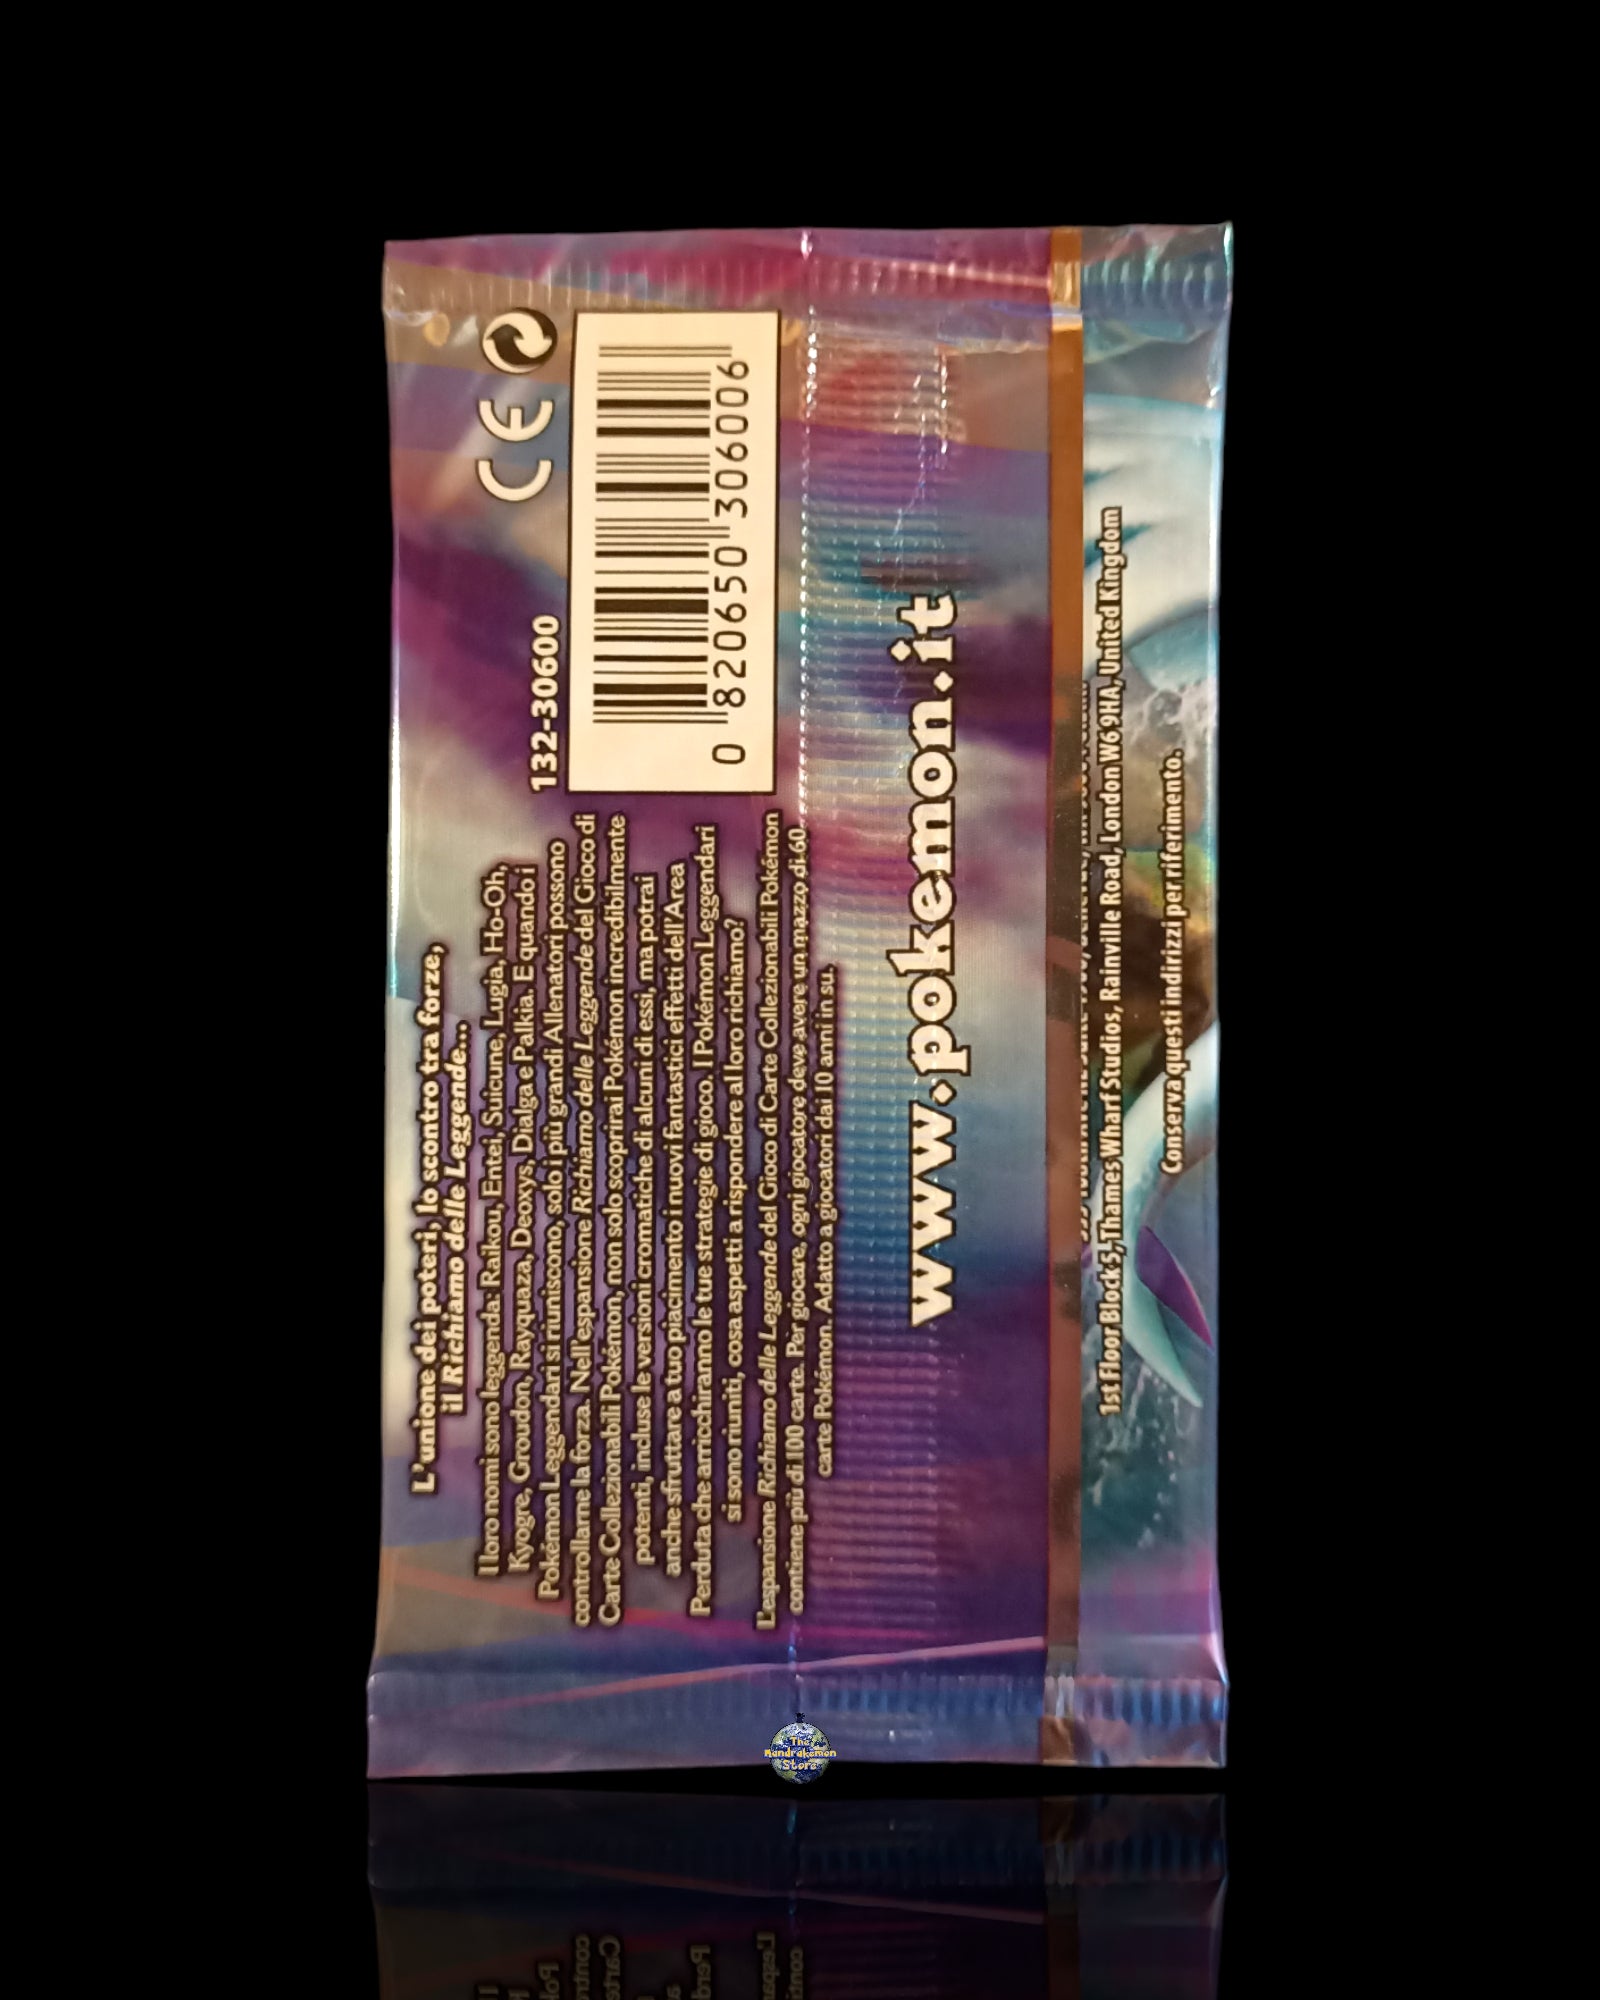 L'unione dei poteri, lo scontro tra forze,
il Richiamo delle Leggende...
I loro nomi sono leggenda: Raikou, Entei, Suicune, Lugia, Ho-Oh,
Kyogre, Groudon, Rayquaza, Deoxys, Dialga e Palkia. E quando i
Pokémon Leggendari si riuniscono, solo i più grandi Allenatori possono
controllarne la forza. Nell'espansione Richiamo delle Leggende del Gioco di
Carte Collezionabili Pokémon, non solo scoprirai Pokémon incredibilmente
potenti, incluse le versioni cromatiche di alcuni di essi, ma potrai
anche sfruttare a tuo piacimento i nuovi fantastici effetti dell'Area
Perduta che arricchiranno le tue strategie di gioco. I Pokémon Leggendari
si sono riuniti, cosa aspetti a rispondere al loro richiamo?
L'espansione Richiamo delle Leggende del Gioco di Carte Collezionabili Pokémon
contiene più di 100 carte. Per giocare, ogni giocatore deve avere un mazzo di 60
carte Pokémon. Adatto a giocatori dai 10 anni in su.
132-30600
CE
0 820650 306006
www.pokemon.it
1st Floor Block 5, Thames Wharf Studios, Rainville Road, London W6 9HA, United Kingdom
Conserva questi indirizzi per riferimento.
The
Mandrakemon
Store